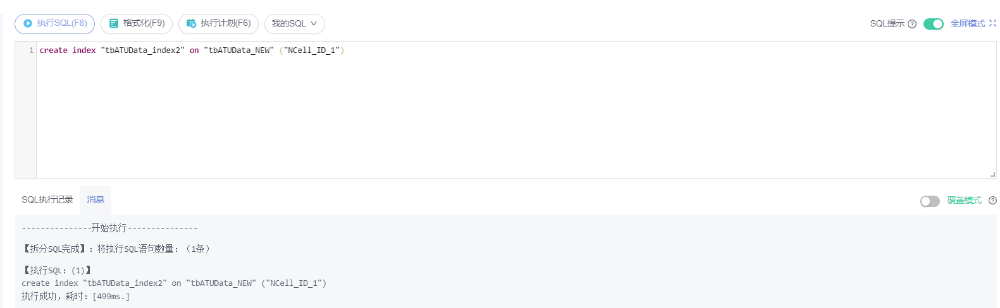 执行SQL(F8) 格式化(F9) 执行计划(F6) 我的SQL SQL提示 全屏模式
1 create index "tbATUData_index2" on "tbATUData_NEW" ("NCell_ID_1")
SQL执行记录 消息 覆盖模式
---------------开始执行---------------
【拆分SQL完成】：将执行SQL语句数量：（1条）
【执行SQL：(1)】
create index "tbATUData_index2" on "tbATUData_NEW" ("NCell_ID_1")
执行成功，耗时：[499ms.]